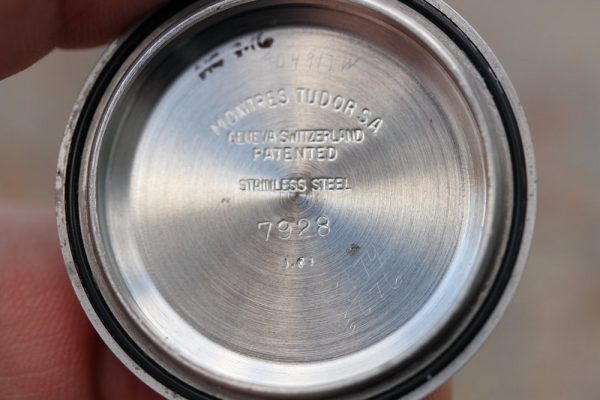 MONTRES TUDOR SA
GENEVA SWITZERLAND
PATENTED
STAINLESS STEEL
7928